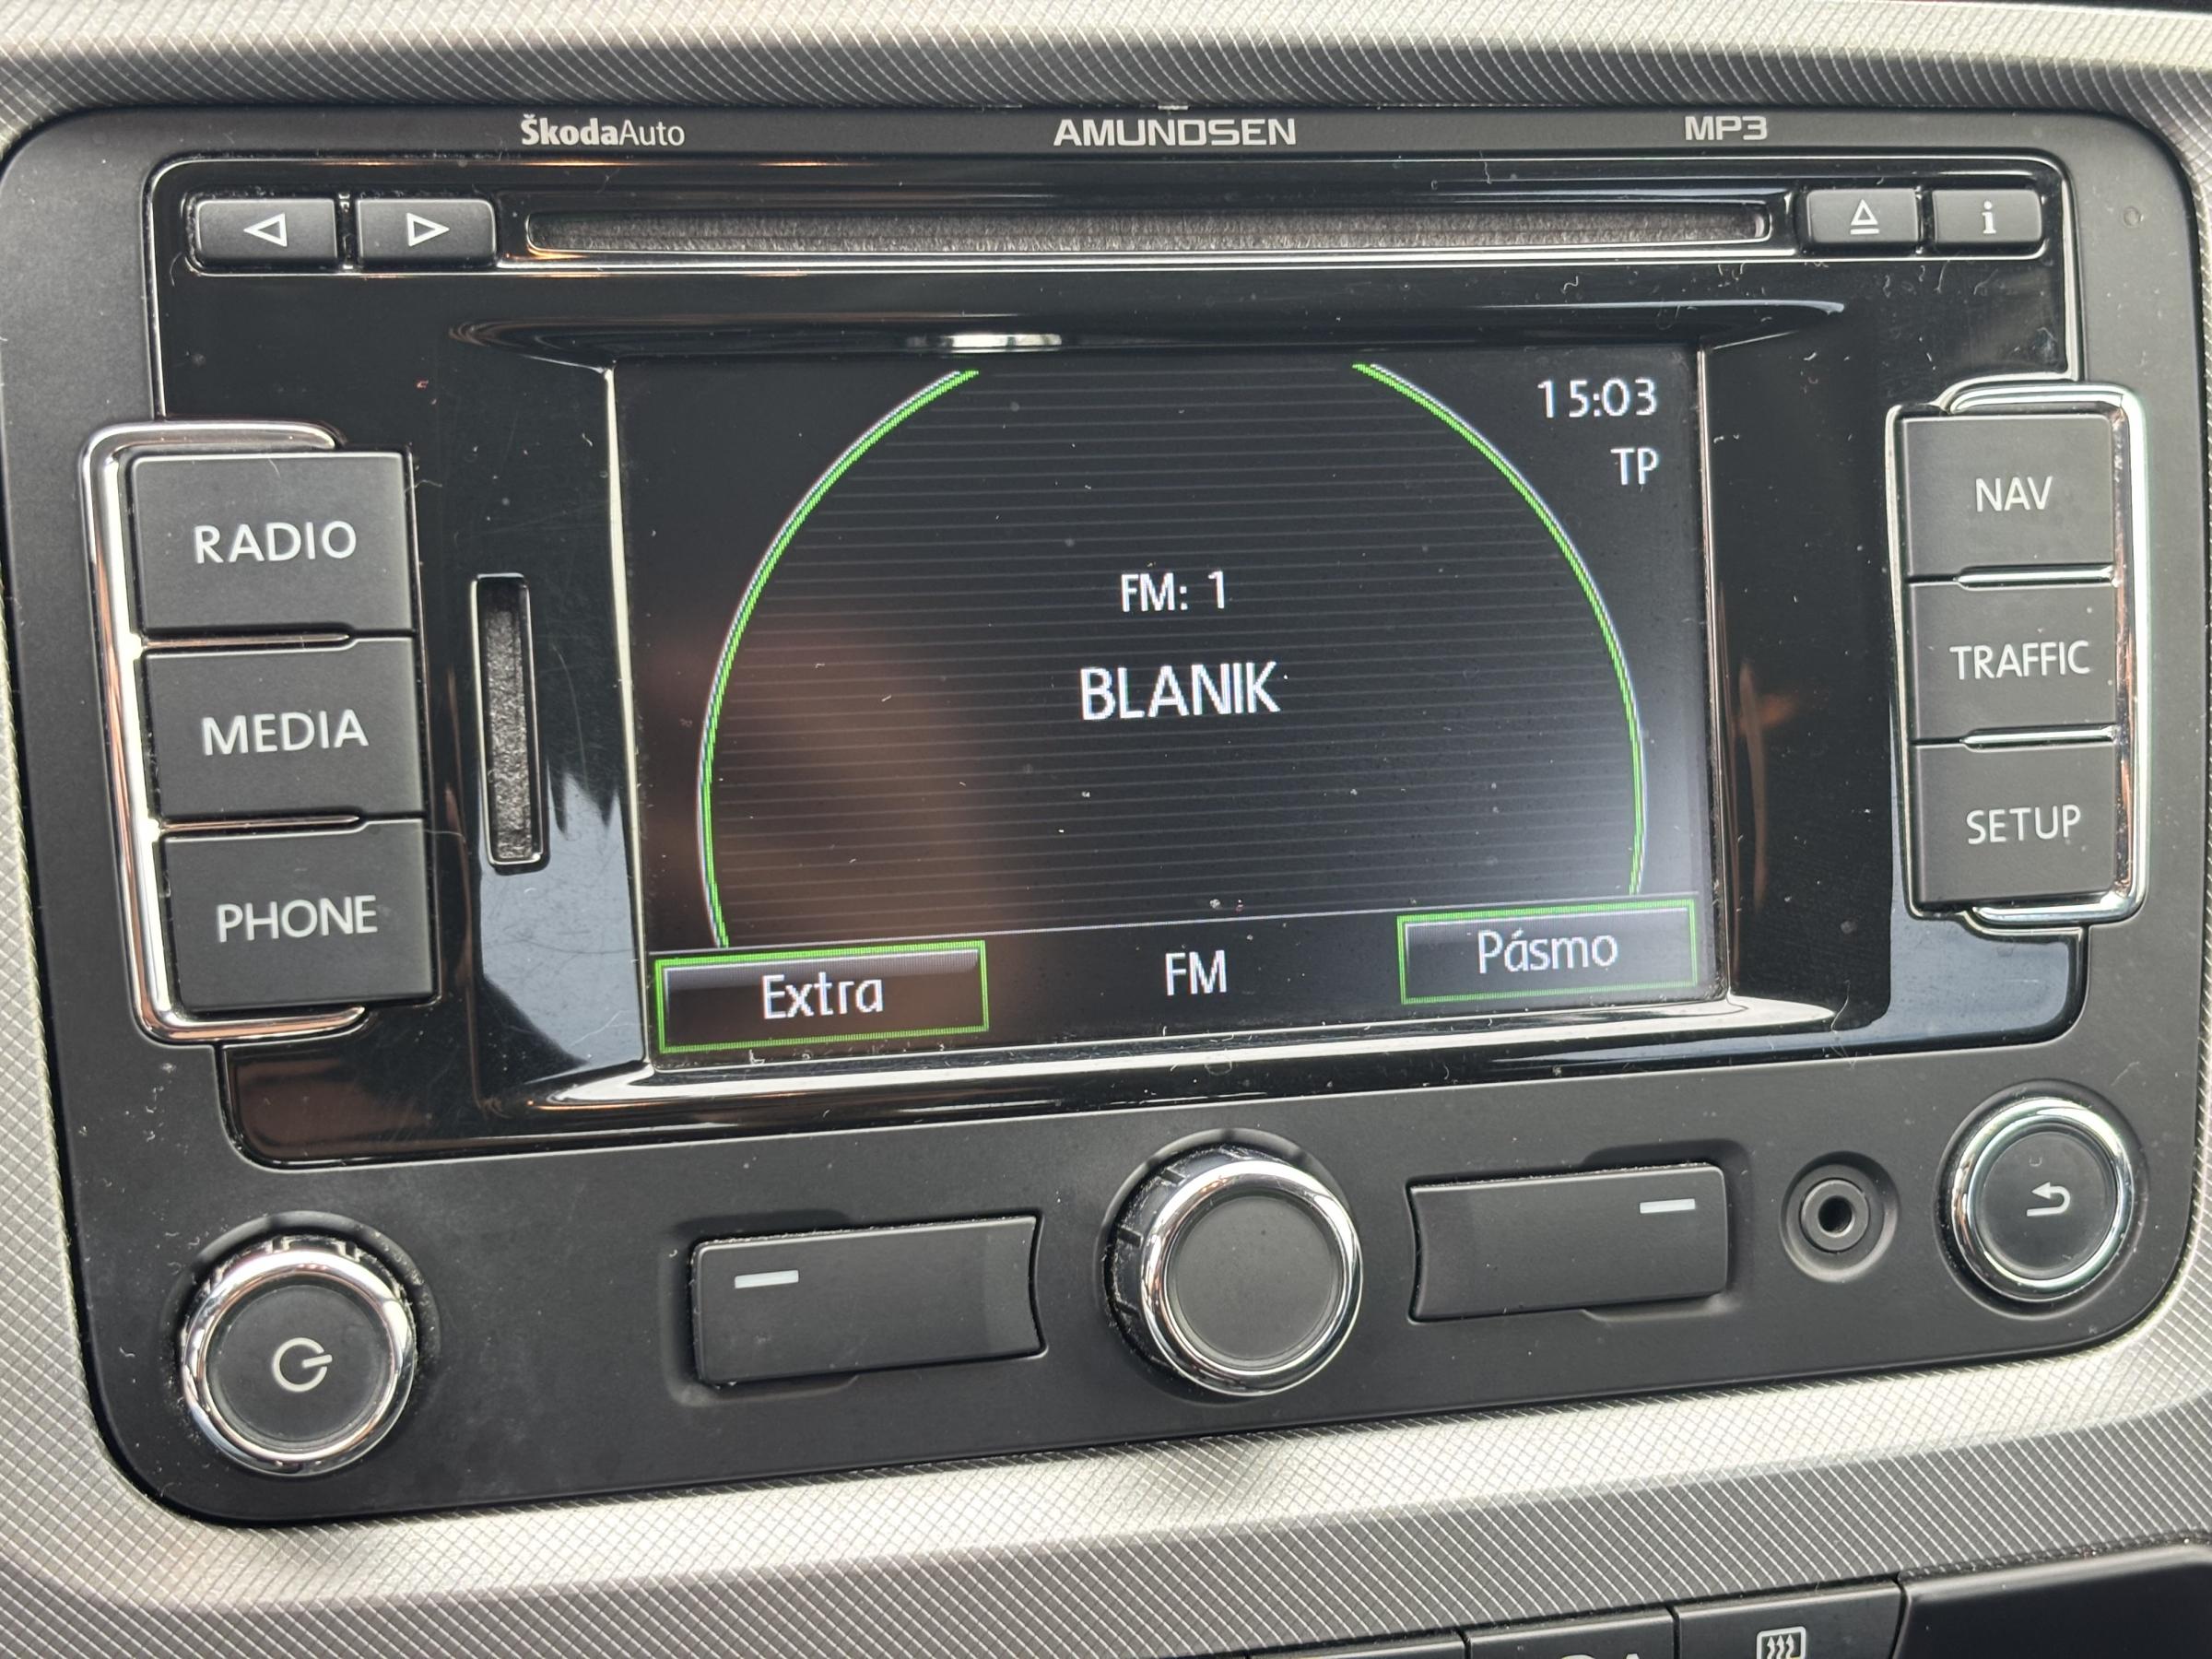 ŠkodaAuto
AMUNDSEN
MP3
i
RADIO
MEDIA
PHONE
15:03
TP
FM: 1
BLANIK
Extra
FM
Pásmo
NAV
TRAFFIC
SETUP